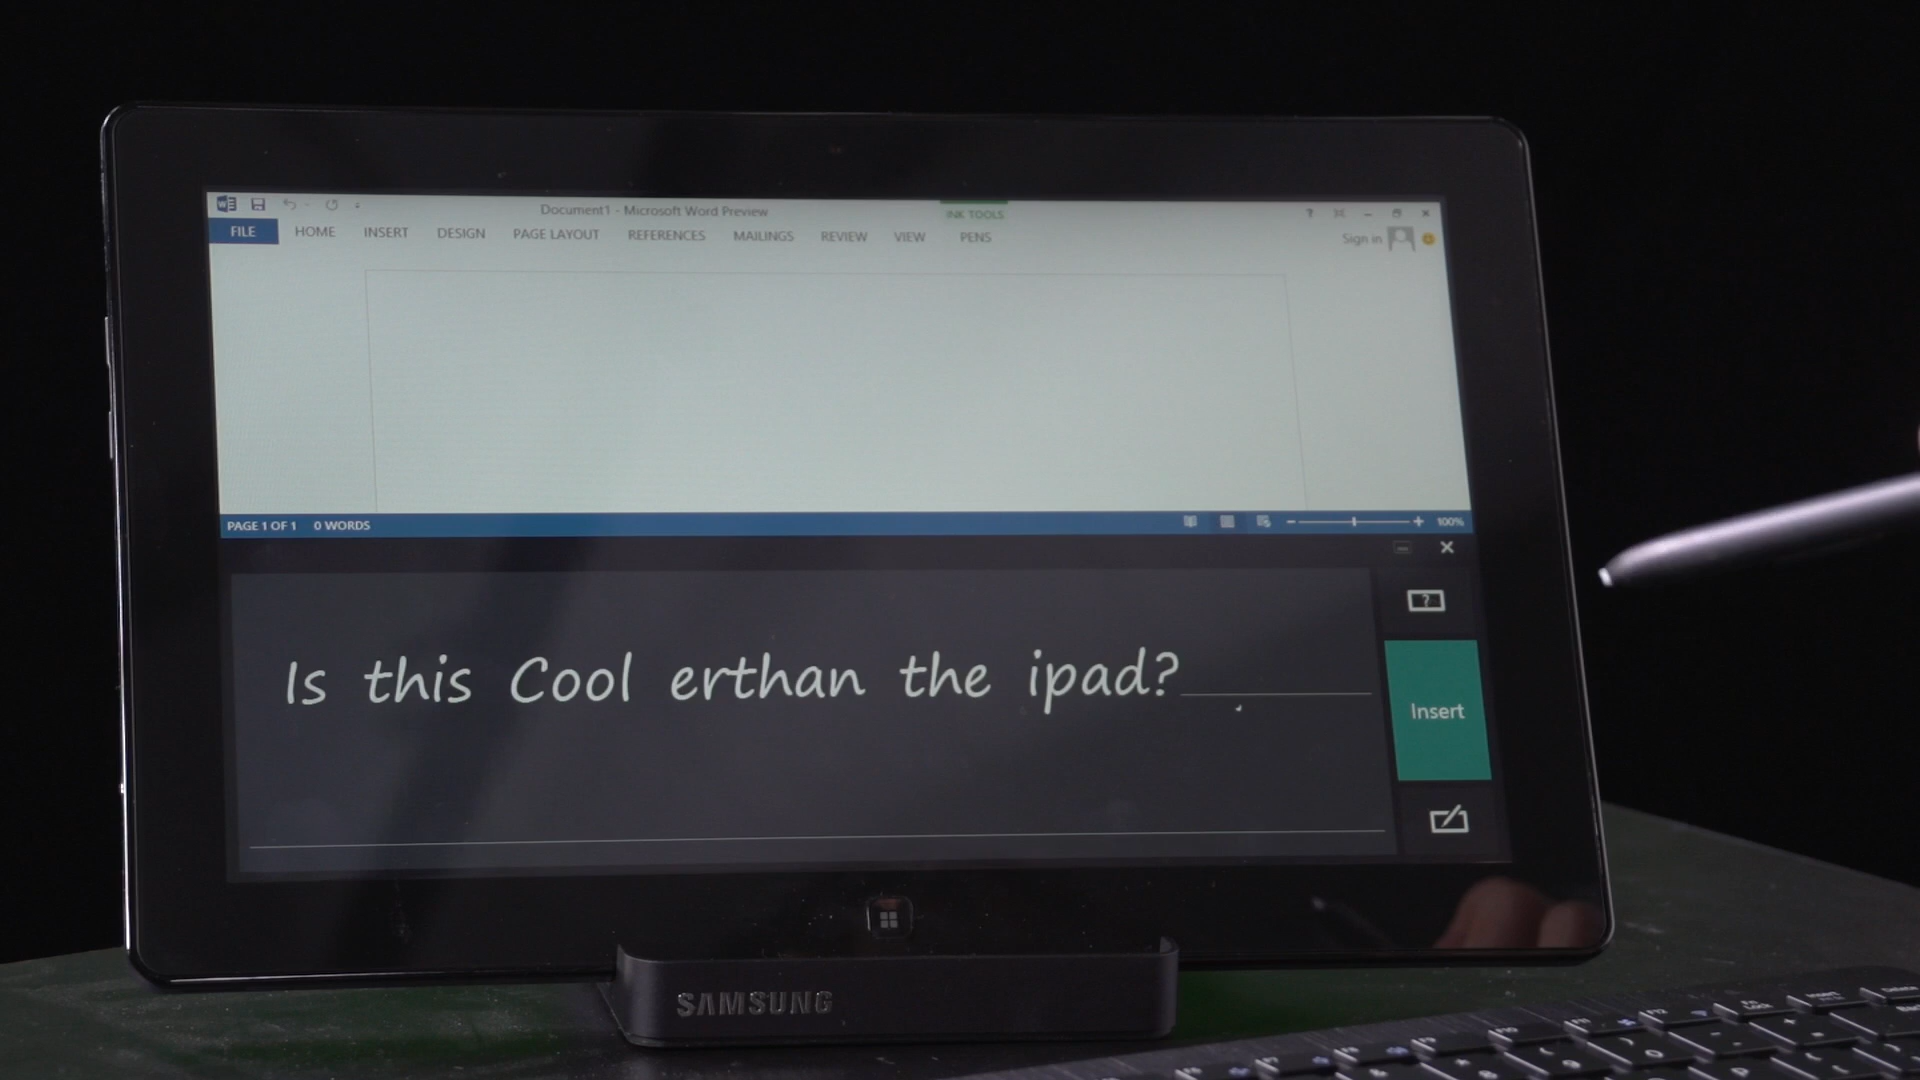 Document1 - Microsoft Word Preview
INK TOOLS
FILE HOME INSERT DESIGN PAGE LAYOUT REFERENCES MAILINGS REVIEW VIEW PENS
Sign in
PAGE 1 OF 1 0 WORDS
100%
Is this Cool erthan the ipad?
Insert
SAMSUNG